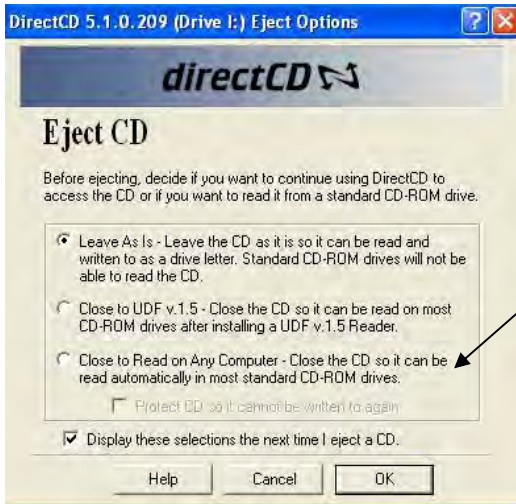 DirectCD 5.1.0.209 (Drive I:) Eject Options
directCD
Eject CD
Before ejecting, decide if you want to continue using DirectCD to
access the CD or if you want to read it from a standard CD-ROM drive.
Leave As Is - Leave the CD as it is so it can be read and
written to as a drive letter. Standard CD-ROM drives will not be
able to read the CD.
Close to UDF v.1.5 - Close the CD so it can be read on most
CD-ROM drives after installing a UDF v.1.5 Reader.
Close to Read on Any Computer - Close the CD so it can be
read automatically in most standard CD-ROM drives.
Protect CD so it cannot be written to again
Display these selections the next time I eject a CD.
Help Cancel OK